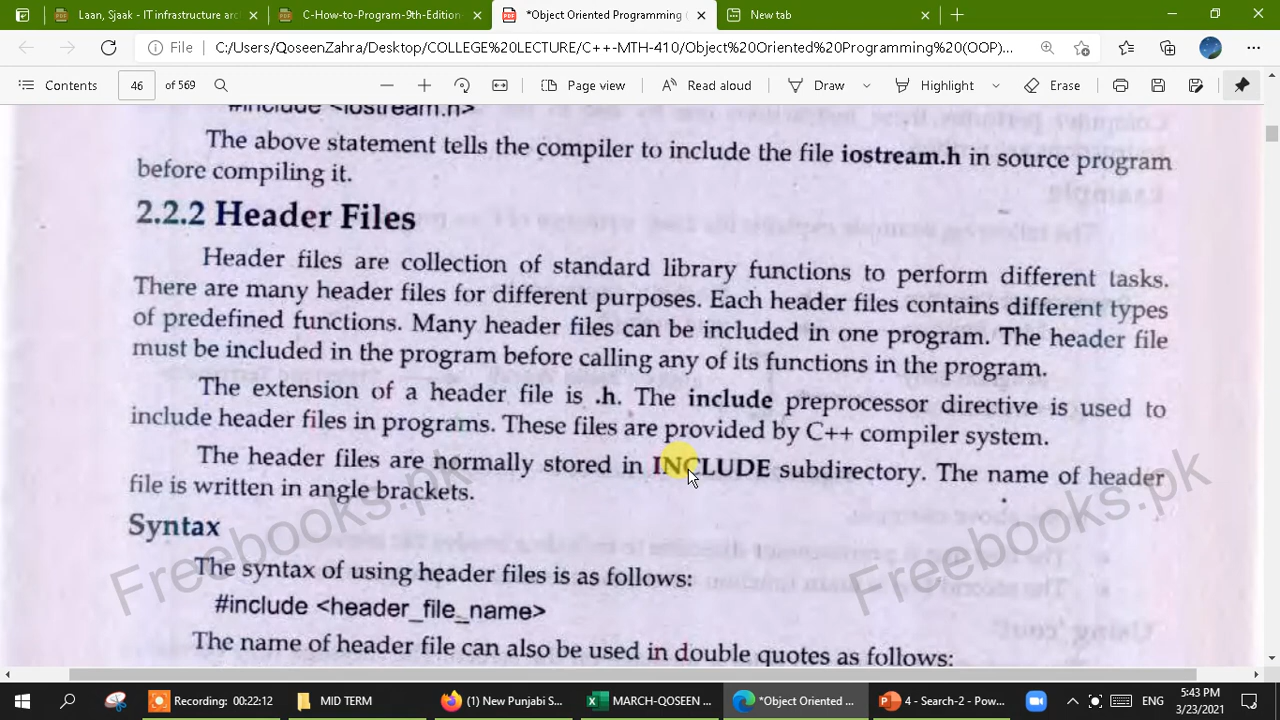 Laan, Sjaak - IT infrastructure arc
C-How-to-Program-9th-Edition-
*Object Oriented Programming (
New tab
File
C:/Users/QoseenZahra/Desktop/COLLEGE%20LECTURE/C++-MTH-410/Object%20Oriented%20Programming%20(OOP)...
Contents
46
of 569
Page view
Read aloud
Draw
Highlight
Erase
#include <iostream.h>
The above statement tells the compiler to include the file iostream.h in source program
before compiling it.
2.2.2 Header Files
Header files are collection of standard library functions to perform different tasks.
There are many header files for different purposes. Each header files contains different types
of predefined functions. Many header files can be included in one program. The header file
must be included in the program before calling any of its functions in the program.
The extension of a header file is .h. The include preprocessor directive is used to
include header files in programs. These files are provided by C++ compiler system.
The header files are normally stored in INCLUDE subdirectory. The name of header
file is written in angle brackets.
Syntax
The syntax of using header files is as follows:
#include <header_file_name>
The name of header file can also be used in double quotes as follows:
Freebooks.pk
Freebooks.pk
Recording: 00:22:12
MID TERM
(1) New Punjabi S...
MARCH-QOSEEN ...
*Object Oriented ...
4 - Search-2 - Pow...
ENG
5:43 PM
3/23/2021